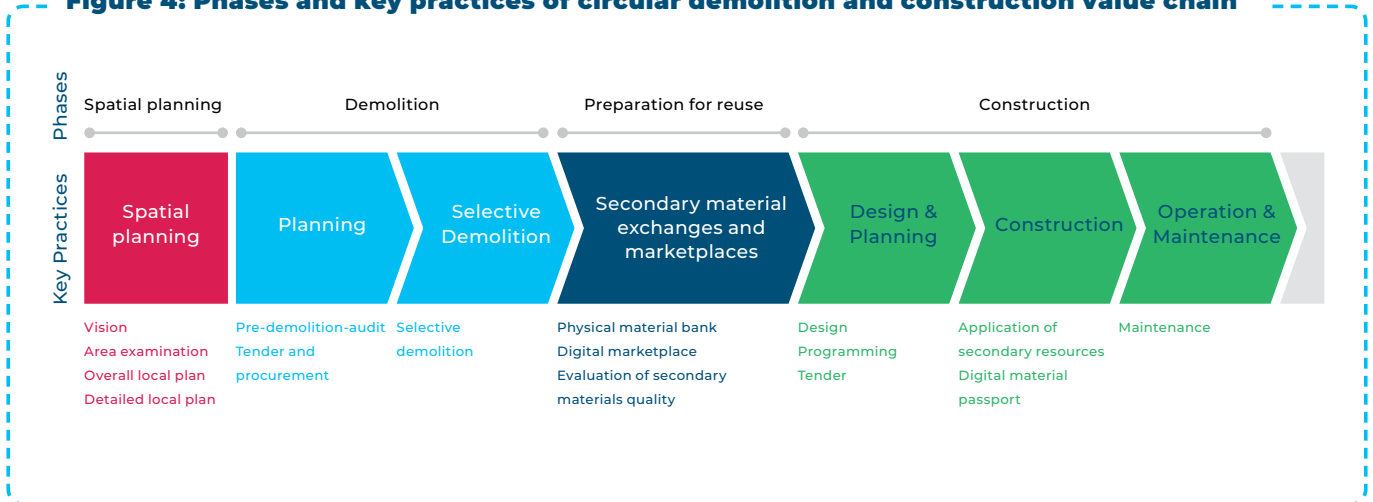 Figure 4: Phases and key practices of circular demolition and construction value chain
Phases
Spatial planning
Demolition
Preparation for reuse
Construction
Key Practices
Spatial
planning
Planning
Selective
Demolition
Secondary material
exchanges and
marketplaces
Design &
Planning
Construction
Operation &
Maintenance
Vision
Area examination
Overall local plan
Detailed local plan
Pre-demolition-audit
Tender and
procurement
Selective
demolition
Physical material bank
Digital marketplace
Evaluation of secondary
materials quality
Design
Programming
Tender
Application of
secondary resources
Digital material
passport
Maintenance